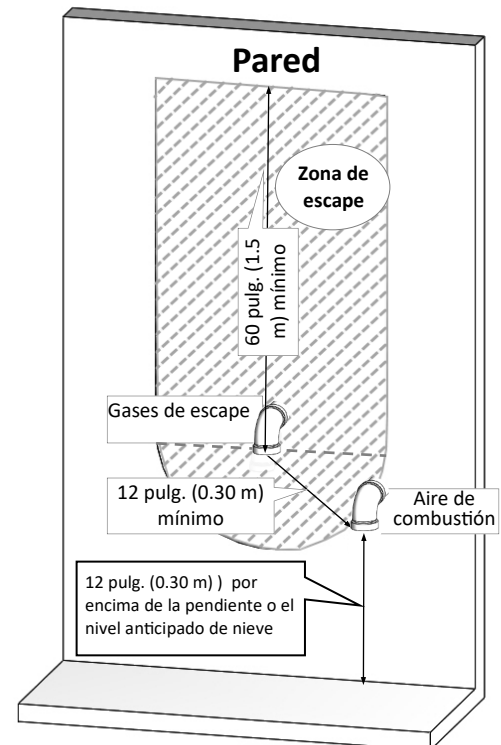 Pared
Zona de
escape
60 pulg. (1.5
m) mínimo
Gases de escape
12 pulg. (0.30 m)
mínimo
Aire de
combustión
12 pulg. (0.30 m) ) por
encima de la pendiente o el
nivel anticipado de nieve